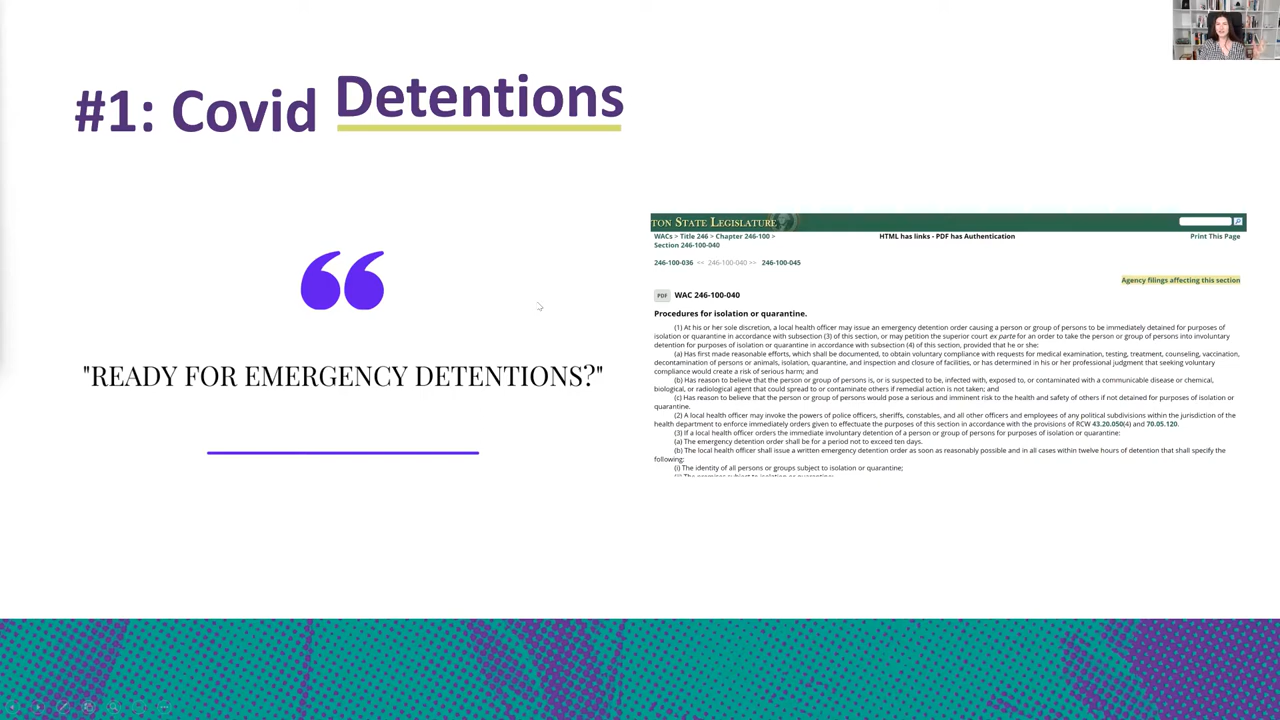 #1: Covid Detentions
"READY FOR EMERGENCY DETENTIONS?"
TON STATE LEGISLATURE
WACs > Title 246 > Chapter 246-100 >
Section 246-100-040
HTML has links - PDF has Authentication
Print This Page
246-100-036 << 246-100-040 >> 246-100-045
Agency filings affecting this section
PDF WAC 246-100-040
Procedures for isolation or quarantine.
(1) At his or her sole discretion, a local health officer may issue an emergency detention order causing a person or group of persons to be immediately detained for purposes of
isolation or quarantine in accordance with subsection (3) of this section, or may petition the superior court ex parte for an order to take the person or group of persons into involuntary
detention for purposes of isolation or quarantine in accordance with subsection (4) of this section, provided that he or she:
(a) Has first made reasonable efforts, which shall be documented, to obtain voluntary compliance with requests for medical examination, testing, treatment, counseling, vaccination,
decontamination of persons or animals, isolation, quarantine, and inspection and closure of facilities, or has determined in his or her professional judgment that seeking voluntary
compliance would create a risk of serious harm; and
(b) Has reason to believe that the person or group of persons is, or is suspected to be, infected with, exposed to, or contaminated with a communicable disease or chemical,
biological, or radiological agent that could spread to or contaminate others if remedial action is not taken; and
(c) Has reason to believe that the person or group of persons would pose a serious and imminent risk to the health and safety of others if not detained for purposes of isolation or
quarantine.
(2) A local health officer may invoke the powers of police officers, sheriffs, constables, and all other officers and employees of any political subdivisions within the jurisdiction of the
health department to enforce immediately orders given to effectuate the purposes of this section in accordance with the provisions of RCW 43.20.050(4) and 70.05.120.
(3) If a local health officer orders the immediate involuntary detention of a person or group of persons for purposes of isolation or quarantine:
(a) The emergency detention order shall be for a period not to exceed ten days.
(b) The local health officer shall issue a written emergency detention order as soon as reasonably possible and in all cases within twelve hours of detention that shall specify the
following:
(i) The identity of all persons or groups subject to isolation or quarantine;